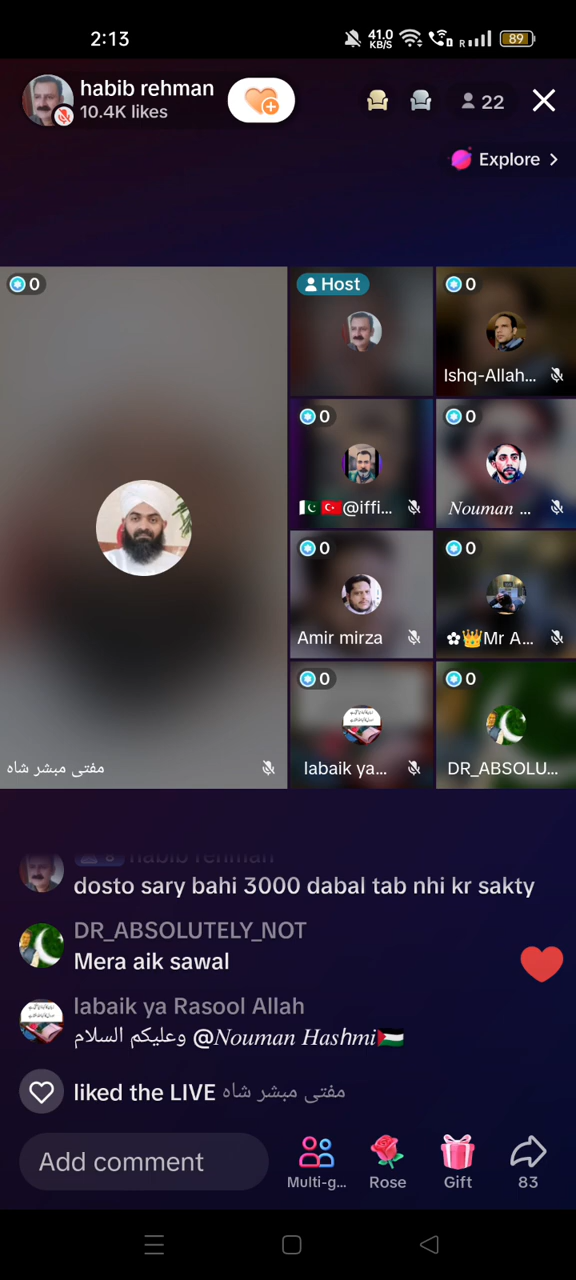 2:13
41.0 KB/S
R
89
habib rehman
10.4K likes
22
Explore
0
Host
0
Ishq-Allah...
0
@iffi...
0
Nouman ...
0
Amir mirza
0
Mr A...
0
labaik ya...
0
DR_ABSOLU...
مفتی مبشر شاہ
habib rehman
dosto sary bahi 3000 dabal tab nhi kr sakty
DR_ABSOLUTELY_NOT
Mera aik sawal
labaik ya Rasool Allah
وعلیکم السلام @Nouman Hashmi
liked the LIVE مفتی مبشر شاہ
Add comment
Multi-g...
Rose
Gift
83